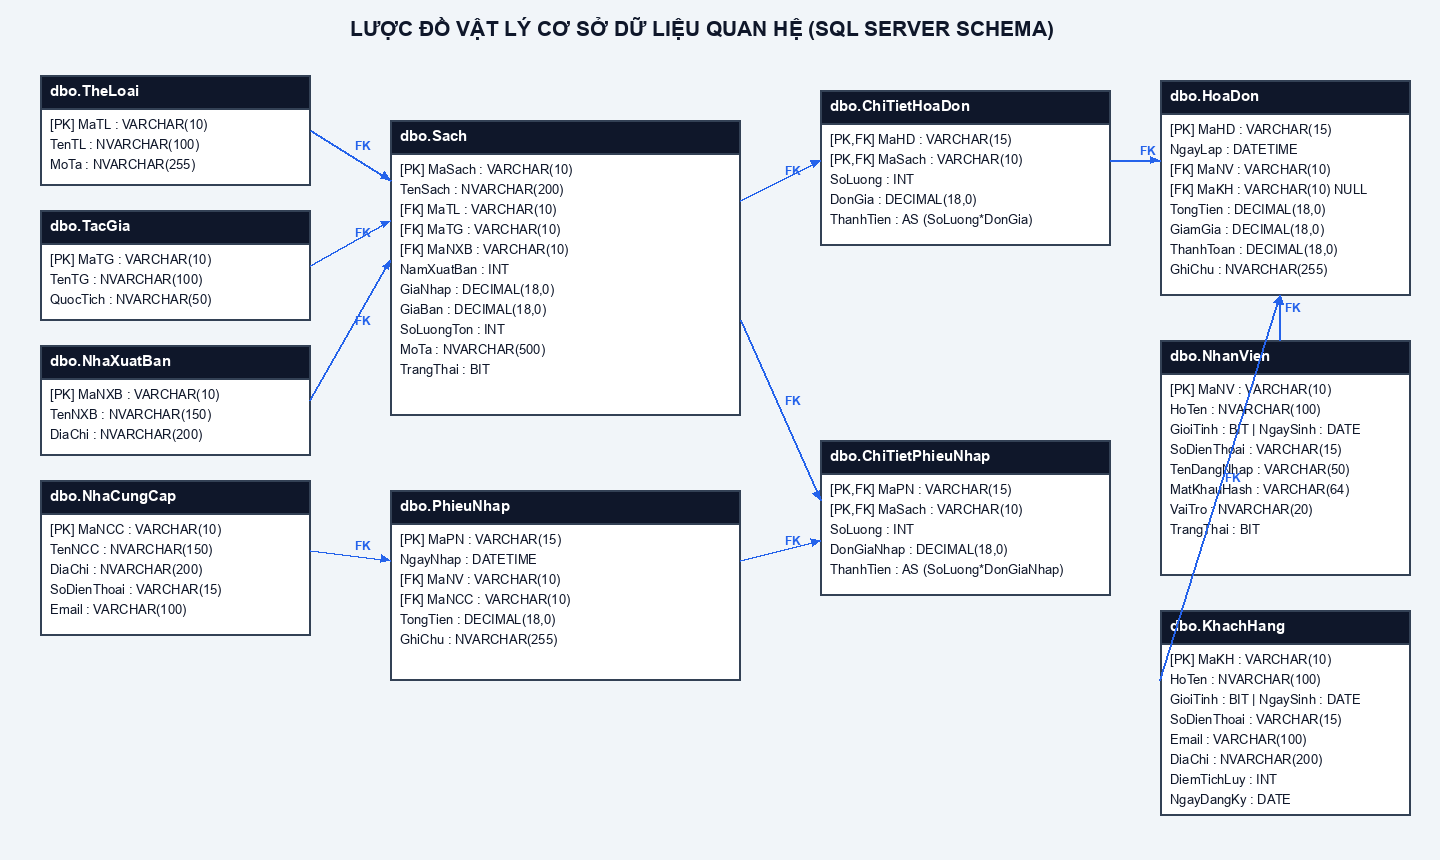 LƯỢC ĐỒ VẬT LÝ CƠ SỞ DỮ LIỆU QUAN HỆ (SQL SERVER SCHEMA)
dbo.TheLoai
[PK] MaTL : VARCHAR(10)
TenTL : NVARCHAR(100)
MoTa : NVARCHAR(255)
dbo.TacGia
[PK] MaTG : VARCHAR(10)
TenTG : NVARCHAR(100)
QuocTich : NVARCHAR(50)
dbo.NhaXuatBan
[PK] MaNXB : VARCHAR(10)
TenNXB : NVARCHAR(150)
DiaChi : NVARCHAR(200)
dbo.NhaCungCap
[PK] MaNCC : VARCHAR(10)
TenNCC : NVARCHAR(150)
DiaChi : NVARCHAR(200)
SoDienThoai : VARCHAR(15)
Email : VARCHAR(100)
FK
FK
FK
FK
dbo.Sach
[PK] MaSach : VARCHAR(10)
TenSach : NVARCHAR(200)
[FK] MaTL : VARCHAR(10)
[FK] MaTG : VARCHAR(10)
[FK] MaNXB : VARCHAR(10)
NamXuatBan : INT
GiaNhap : DECIMAL(18,0)
GiaBan : DECIMAL(18,0)
SoLuongTon : INT
MoTa : NVARCHAR(500)
TrangThai : BIT
dbo.PhieuNhap
[PK] MaPN : VARCHAR(15)
NgayNhap : DATETIME
[FK] MaNV : VARCHAR(10)
[FK] MaNCC : VARCHAR(10)
TongTien : DECIMAL(18,0)
GhiChu : NVARCHAR(255)
FK
FK
FK
dbo.ChiTietHoaDon
[PK,FK] MaHD : VARCHAR(15)
[PK,FK] MaSach : VARCHAR(10)
SoLuong : INT
DonGia : DECIMAL(18,0)
ThanhTien : AS (SoLuong*DonGia)
dbo.ChiTietPhieuNhap
[PK,FK] MaPN : VARCHAR(15)
[PK,FK] MaSach : VARCHAR(10)
SoLuong : INT
DonGiaNhap : DECIMAL(18,0)
ThanhTien : AS (SoLuong*DonGiaNhap)
FK
dbo.HoaDon
[PK] MaHD : VARCHAR(15)
NgayLap : DATETIME
[FK] MaNV : VARCHAR(10)
[FK] MaKH : VARCHAR(10) NULL
TongTien : DECIMAL(18,0)
GiamGia : DECIMAL(18,0)
ThanhToan : DECIMAL(18,0)
GhiChu : NVARCHAR(255)
FK
dbo.NhanVien
[PK] MaNV : VARCHAR(10)
HoTen : NVARCHAR(100)
GioiTinh : BIT | NgaySinh : DATE
SoDienThoai : VARCHAR(15)
TenDangNhap : VARCHAR(50)
FK
MatKhauHash : VARCHAR(64)
VaiTro : NVARCHAR(20)
TrangThai : BIT
dbo.KhachHang
[PK] MaKH : VARCHAR(10)
HoTen : NVARCHAR(100)
GioiTinh : BIT | NgaySinh : DATE
SoDienThoai : VARCHAR(15)
Email : VARCHAR(100)
DiaChi : NVARCHAR(200)
DiemTichLuy : INT
NgayDangKy : DATE